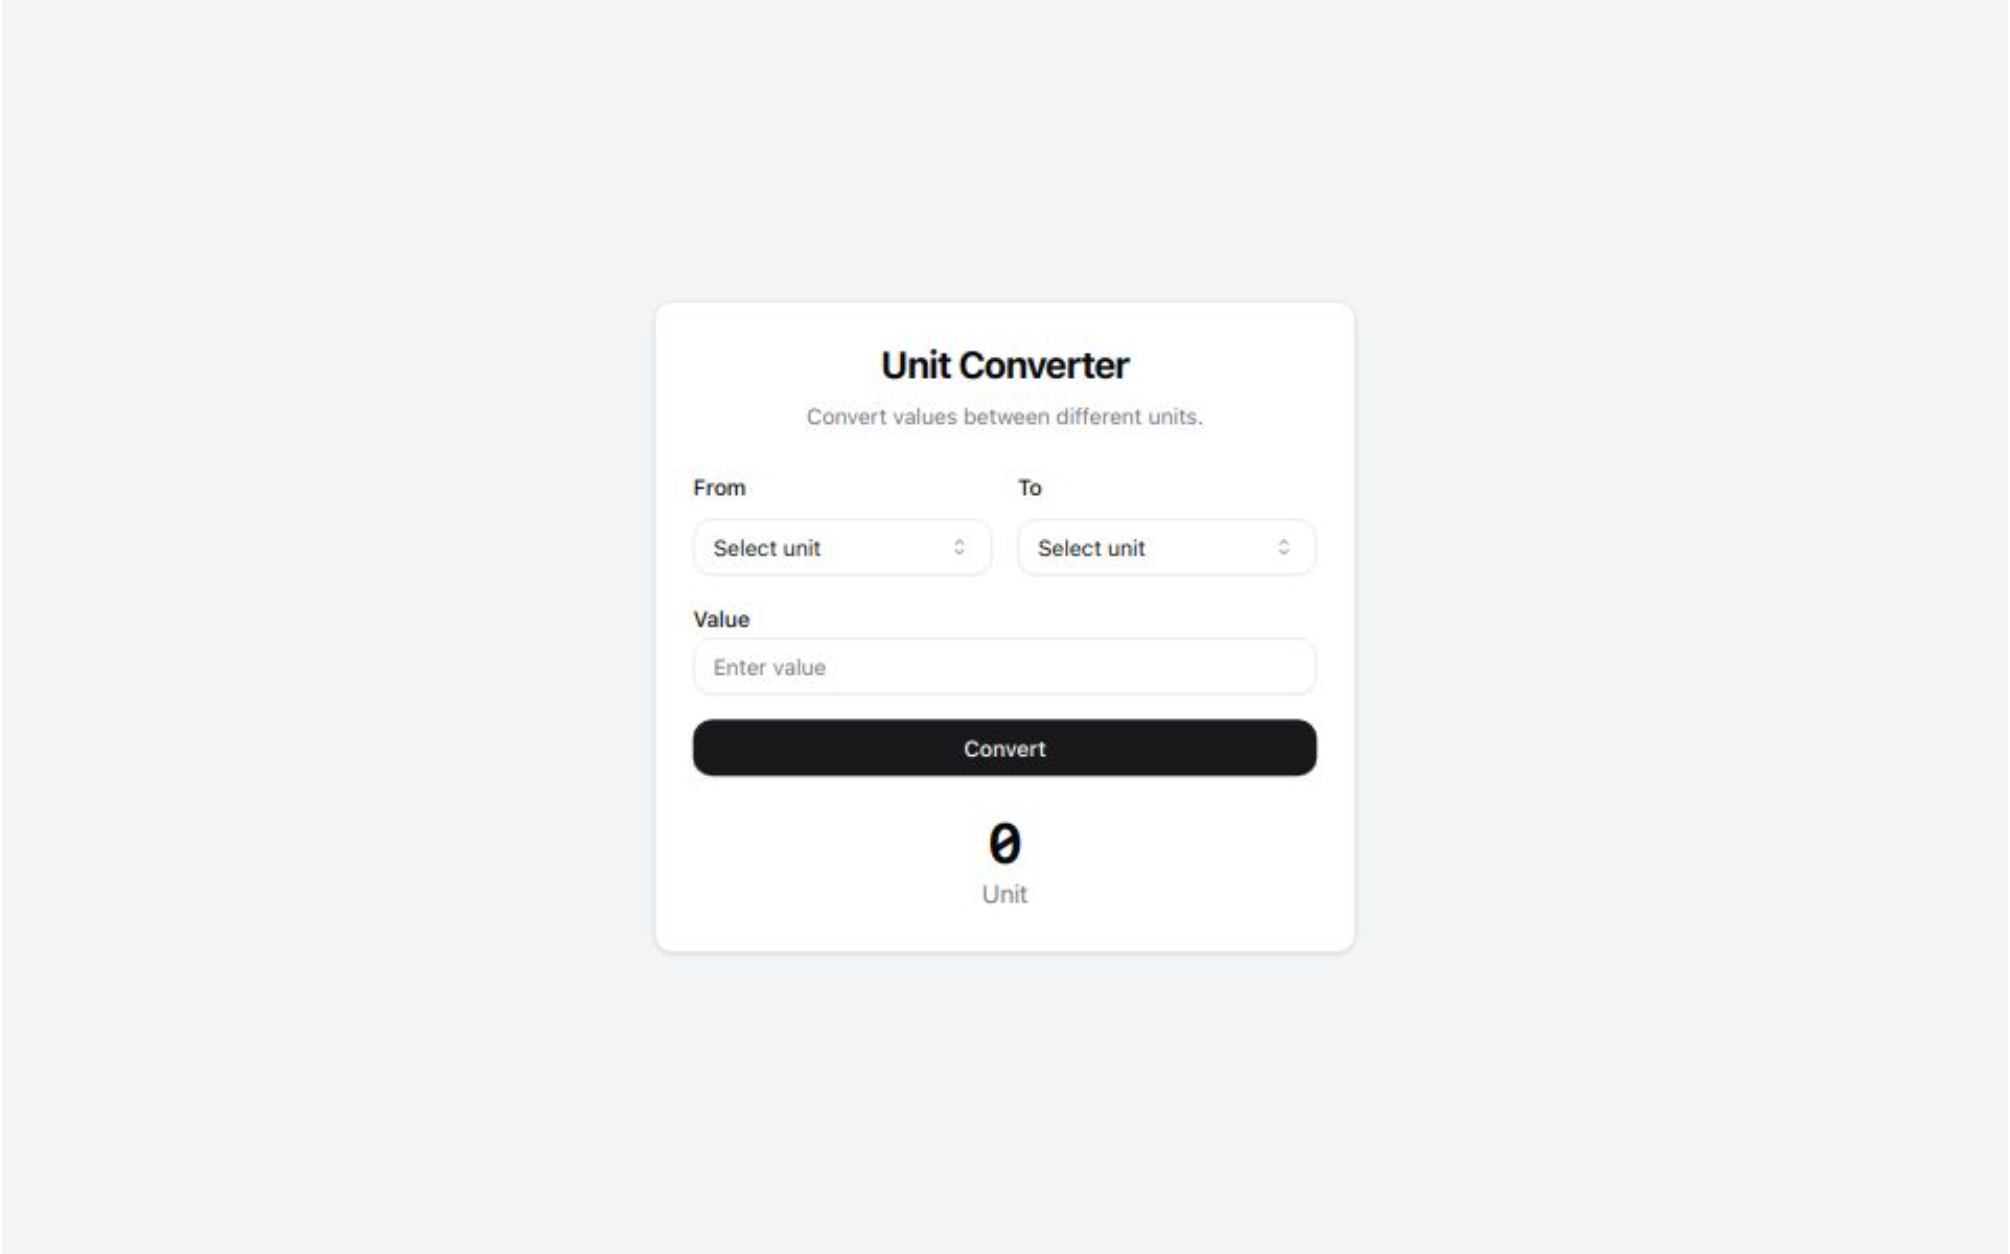 Unit Converter
Convert values between different units.
From To
Select unit Select unit
Value
Enter value
Convert
0
Unit